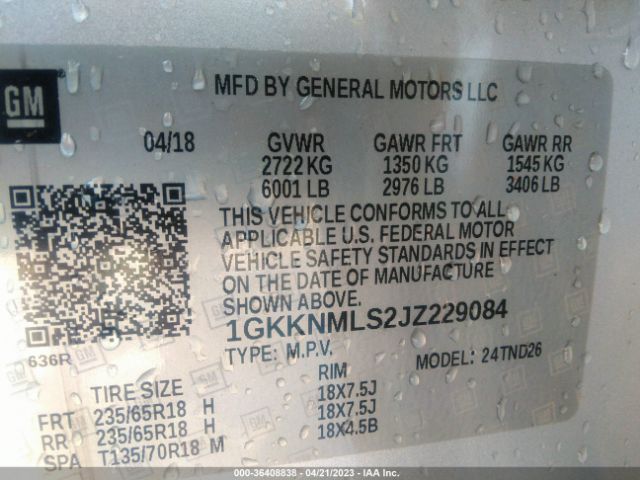 GM
MFD BY GENERAL MOTORS LLC
04/18 GVWR GAWR FRT GAWR RR
2722 KG 1350 KG 1545 KG
6001 LB 2976 LB 3406 LB
THIS VEHICLE CONFORMS TO ALL
APPLICABLE U.S. FEDERAL MOTOR
VEHICLE SAFETY STANDARDS IN EFFECT
ON THE DATE OF MANUFACTURE
SHOWN ABOVE.
1GKKNMLS2JZ229084
636R TYPE: M.P.V. MODEL: 24TND26
TIRE SIZE RIM
FRT 235/65R18 H 18X7.5J
RR 235/65R18 H 18X7.5J
SPA T135/70R18 M 18X4.5B
000-36408838 - 04/21/2023 - IAA Inc.